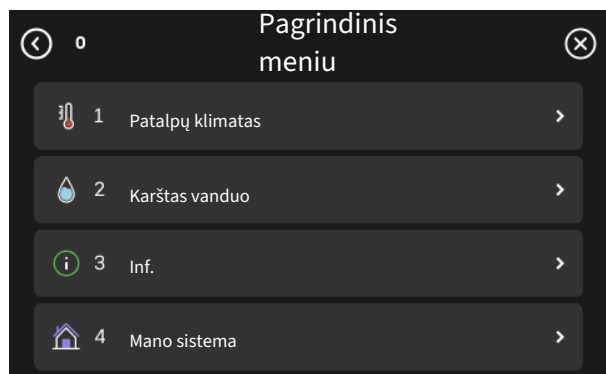 0
Pagrindinis
meniu
1 Patalpų klimatas
2 Karštas vanduo
3 Inf.
4 Mano sistema